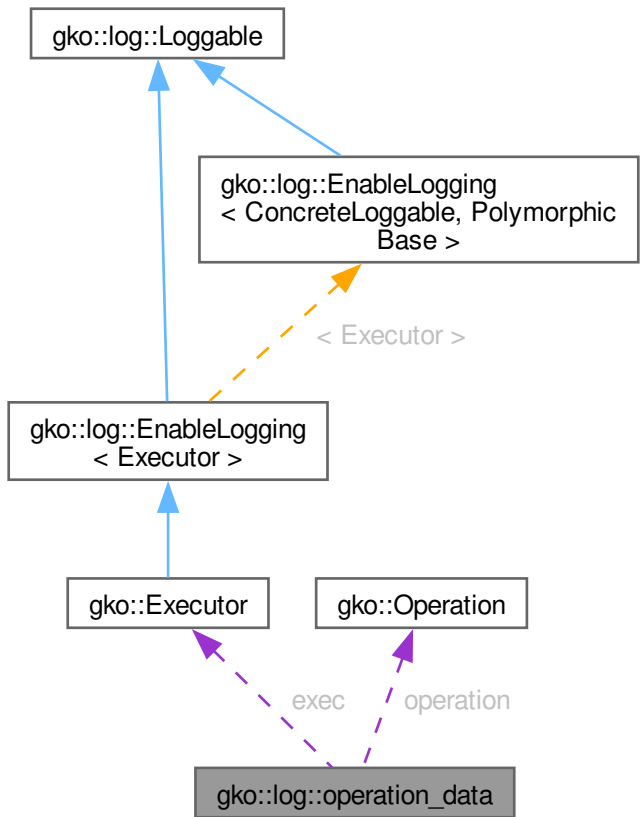 gko::log::Loggable
gko::log::EnableLogging
< ConcreteLoggable, Polymorphic
Base >
< Executor >
gko::log::EnableLogging
< Executor >
gko::Executor
gko::Operation
exec
operation
gko::log::operation_data